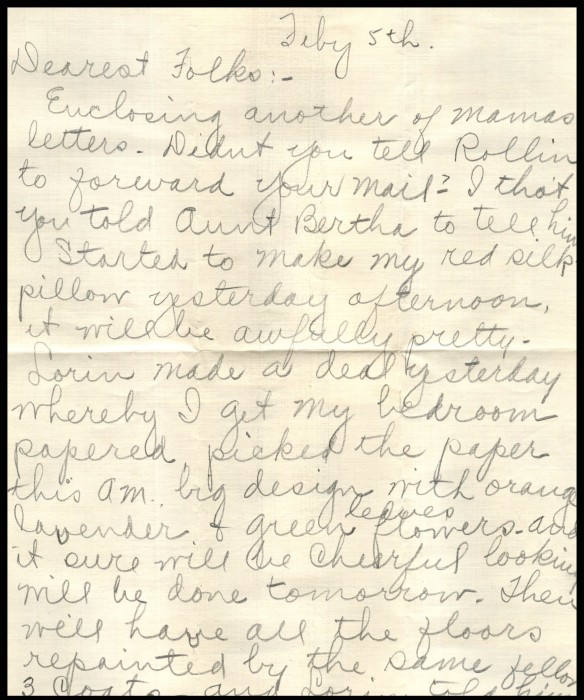 Feby 5th.
Dearest Folks:-
Enclosing another of mamas
letters. Didnt you tell Rollin
to forward your mail? I thot
you told Aunt Bertha to tell him
Started to make my red silk
pillow yesterday afternoon,
it will be awfully pretty.
Lorin made a deal yesterday
whereby I get my bedroom
papered, picked the paper
this am. big design with orange
leaves
lavender & green flowers-and
it sure will be cheerful looking
will be done tomorrow. Then
will have all the floors
repainted by the same fellow
3 Coats - and Lorin